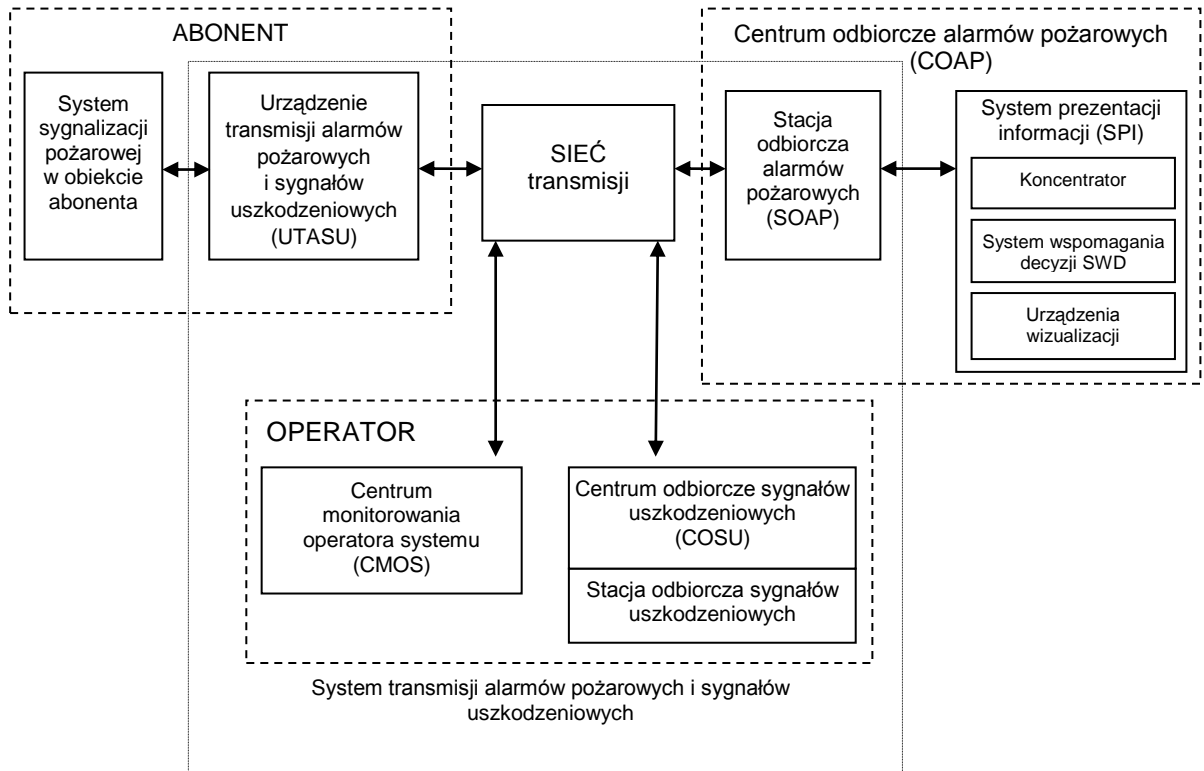 ABONENT
System
sygnalizacji
pożarowej
w obiekcie
abonenta
Urządzenie
transmisji alarmów
pożarowych
i sygnałów
uszkodzeniowych
(UTASU)
SIEĆ
transmisji
Centrum odbiorcze alarmów pożarowych
(COAP)
Stacja
odbiorcza
alarmów
pożarowych
(SOAP)
System prezentacji
informacji (SPI)
Koncentrator
System wspomagania
decyzji SWD
Urządzenia
wizualizacji
OPERATOR
Centrum
monitorowania
operatora systemu
(CMOS)
Centrum odbiorcze sygnałów
uszkodzeniowych
(COSU)
Stacja odbiorcza sygnałów
uszkodzeniowych
System transmisji alarmów pożarowych i sygnałów
uszkodzeniowych